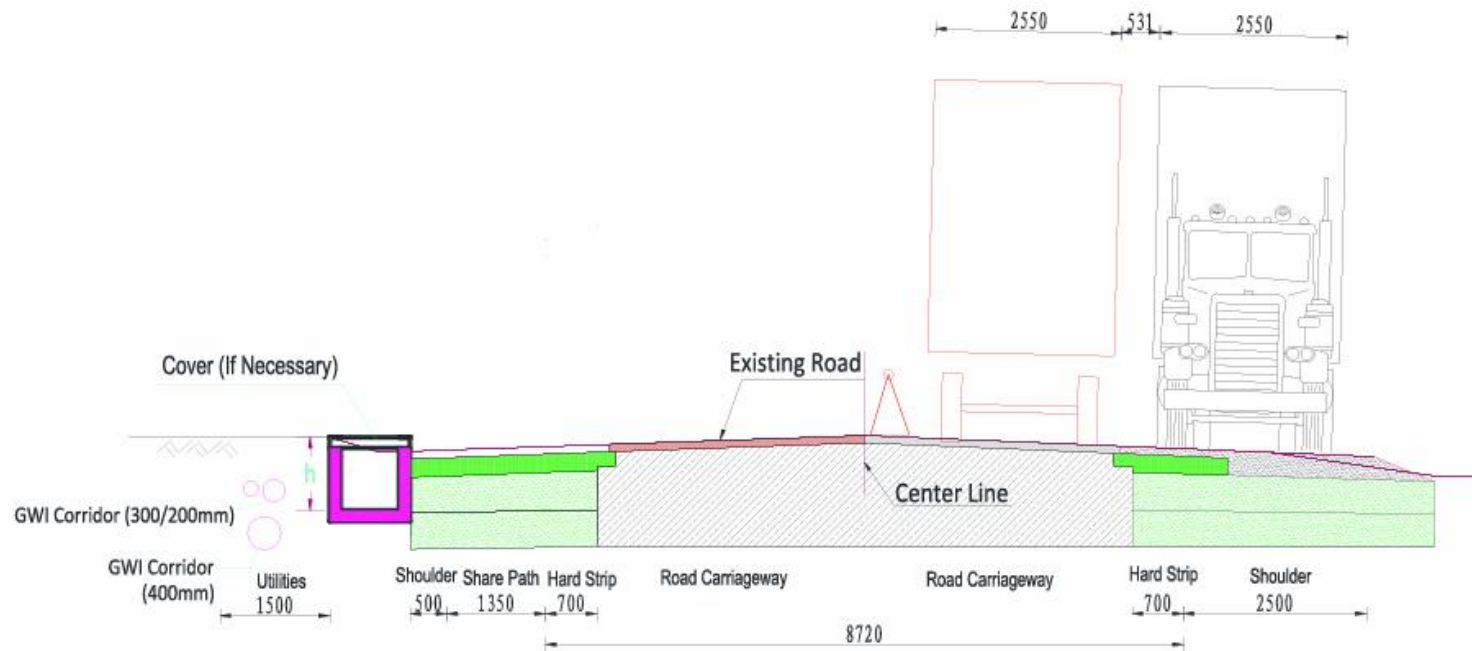 2550
531
2550
Cover (If Necessary)
Existing Road
h
Center Line
GWI Corridor (300/200mm)
GWI Corridor
(400mm)
Utilities
1500
Shoulder
500
Share Path
1350
Hard Strip
700
Road Carriageway
Road Carriageway
Hard Strip
700
Shoulder
2500
8720